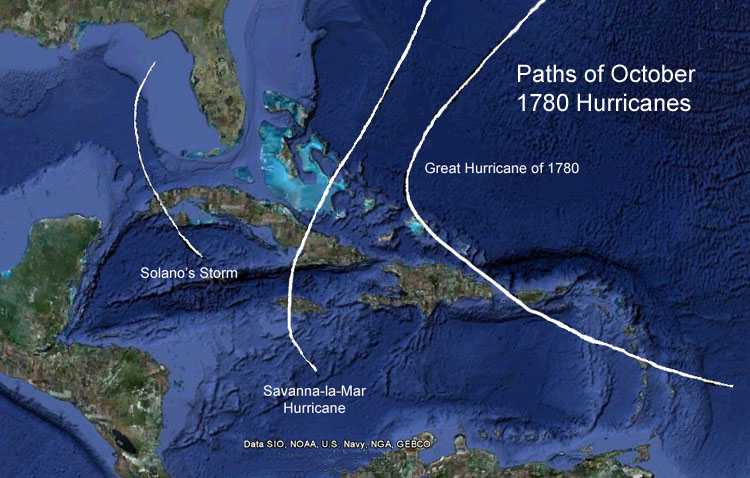 Paths of October
1780 Hurricanes
Great Hurricane of 1780
Solano's Storm
Savanna-la-Mar
Hurricane
Data SIO, NOAA, U.S. Navy, NGA, GEBCO